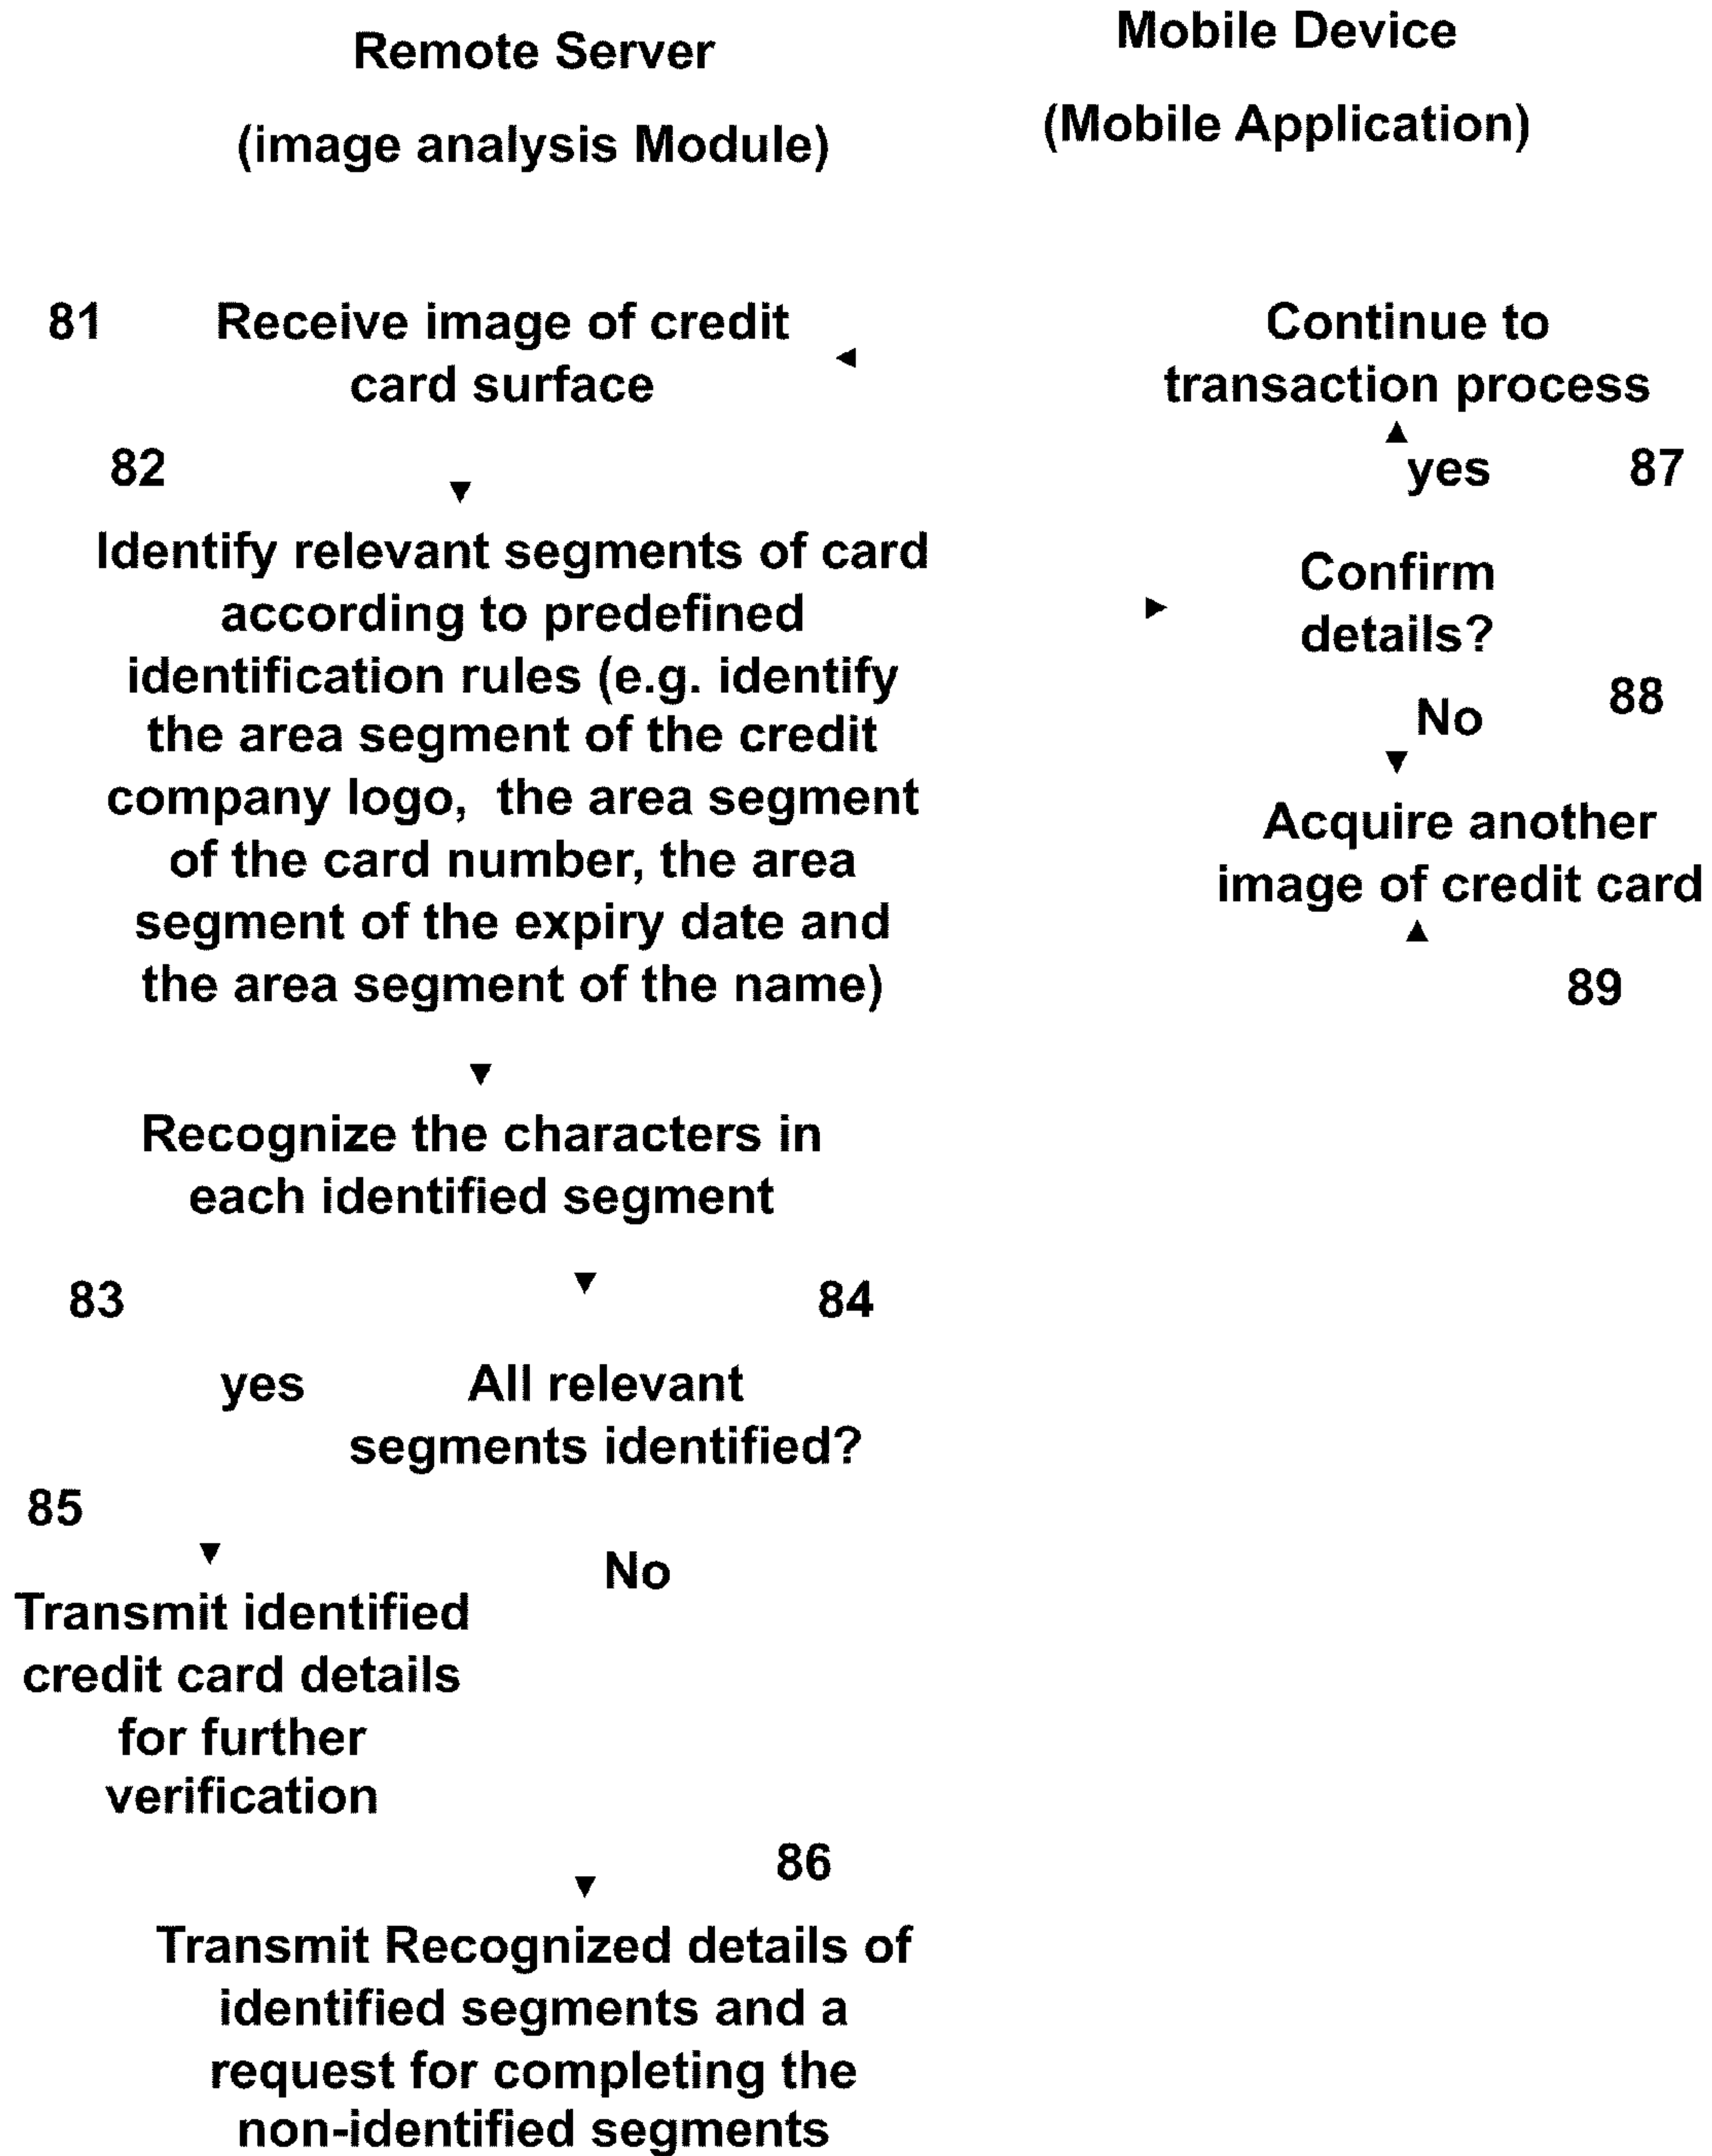 Remote Server
(image analysis Module)
Mobile Device
(Mobile Application)
81
Receive image of credit
card surface
82
Identify relevant segments of card
according to predefined
identification rules (e.g. identify
the area segment of the credit
company logo,  the area segment
of the card number, the area
segment of the expiry date and
the area segment of the name)
Recognize the characters in
each identified segment
83
84
yes
All relevant
segments identified?
85
No
Transmit identified
credit card details
for further
verification
86
Transmit Recognized details of
identified segments and a
request for completing the
non-identified segments
Continue to
transaction process
yes
87
Confirm
details?
88
No
Acquire another
image of credit card
89